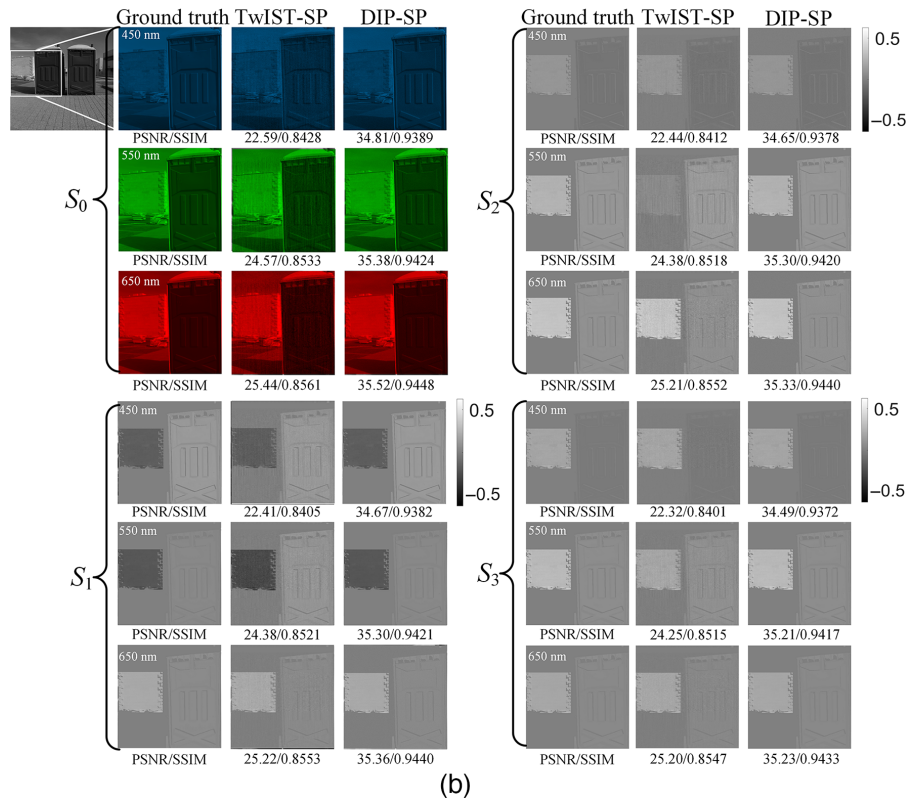 Ground truth TwIST-SP DIP-SP
450 nm
PSNR/SSIM 22.59/0.8428 34.81/0.9389
550 nm
S0
PSNR/SSIM 24.57/0.8533 35.38/0.9424
650 nm
PSNR/SSIM 25.44/0.8561 35.52/0.9448
450 nm
0.5
−0.5
PSNR/SSIM 22.41/0.8405 34.67/0.9382
550 nm
S1
PSNR/SSIM 24.38/0.8521 35.30/0.9421
650 nm
PSNR/SSIM 25.22/0.8553 35.36/0.9440
Ground truth TwIST-SP DIP-SP
450 nm
0.5
−0.5
PSNR/SSIM 22.44/0.8412 34.65/0.9378
550 nm
S2
PSNR/SSIM 24.38/0.8518 35.30/0.9420
650 nm
PSNR/SSIM 25.21/0.8552 35.33/0.9440
450 nm
0.5
−0.5
PSNR/SSIM 22.32/0.8401 34.49/0.9372
550 nm
S3
PSNR/SSIM 24.25/0.8515 35.21/0.9417
650 nm
PSNR/SSIM 25.20/0.8547 35.23/0.9433
(b)